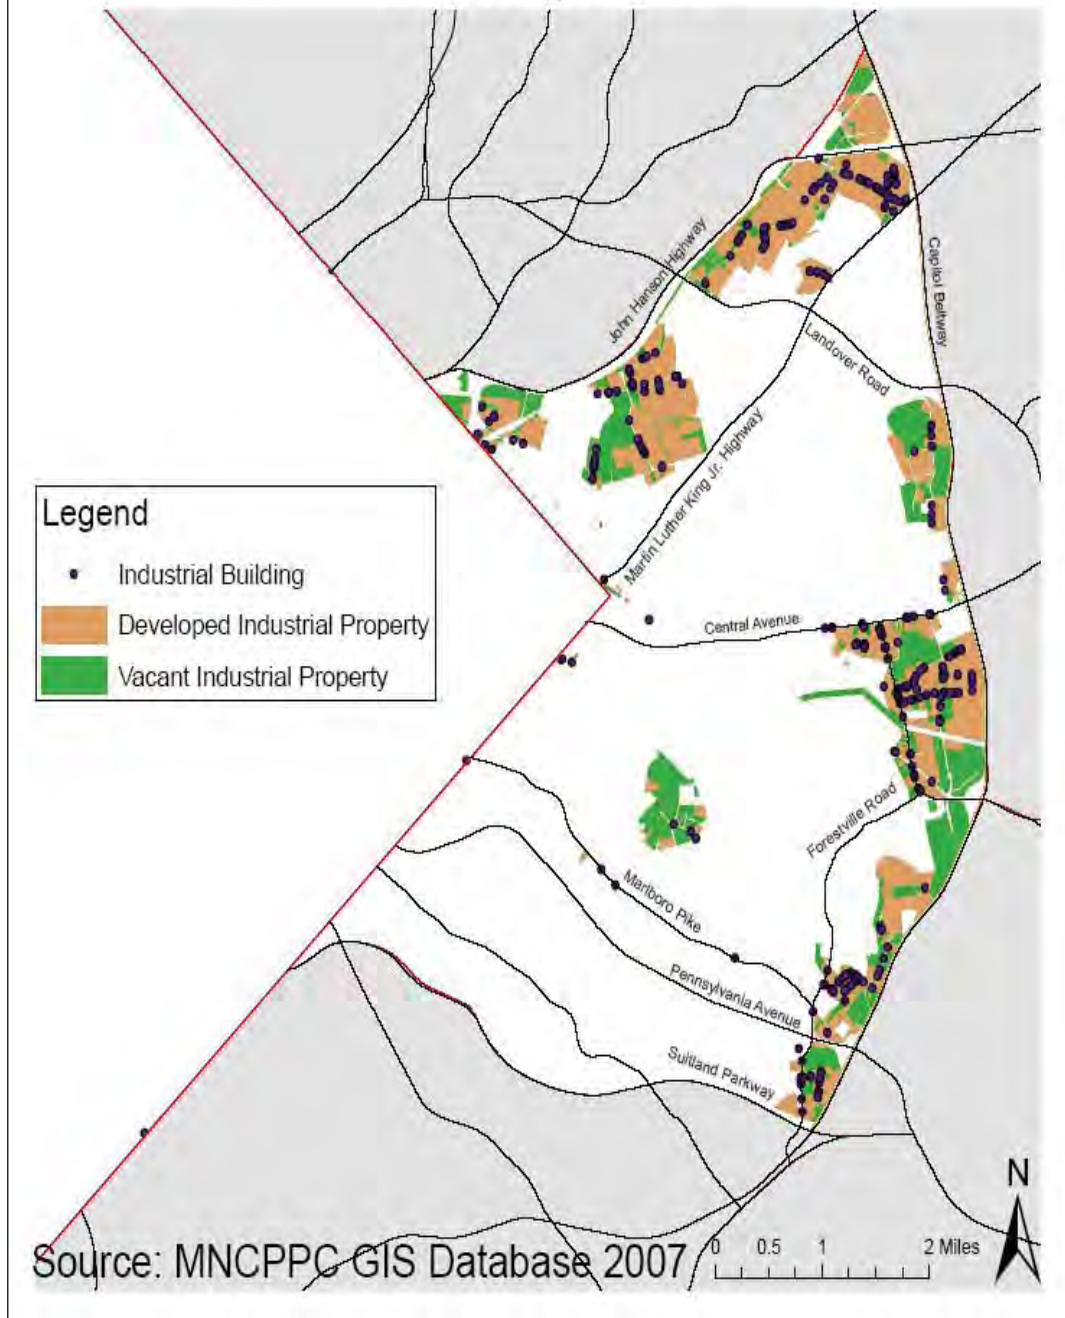 John Hanson Highway
Capitol Beltway
Landover Road
Martin Luther King Jr. Highway
Legend
Industrial Building
Developed Industrial Property
Vacant Industrial Property
Central Avenue
Forestville Road
Marlboro Pike
Pennsylvania Avenue
Suitland Parkway
N
Source: MNCPPC GIS Database 2007
0 0.5 1 2 Miles